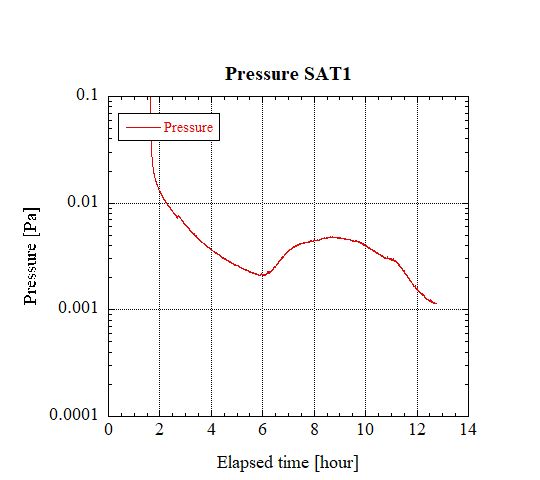 Pressure SAT1
0.1
Pressure
0.01
Pressure [Pa]
0.001
0.0001
0 2 4 6 8 10 12 14
Elapsed time [hour]